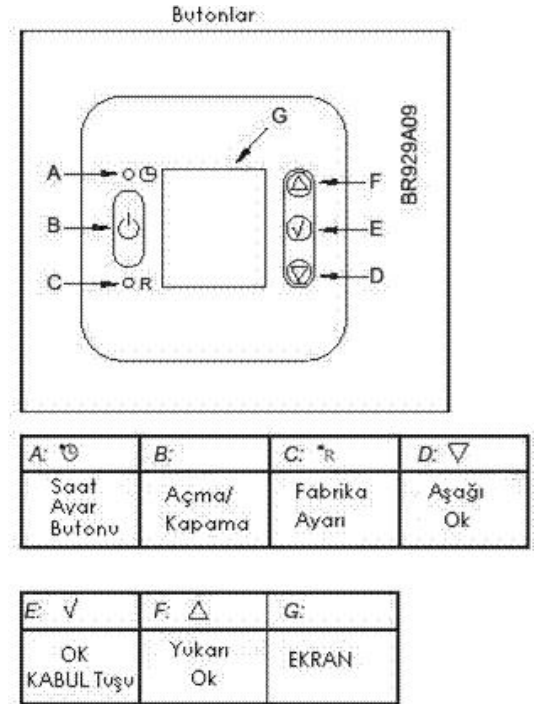 Butonlar
G
A
F
BR929A09
B
E
R
C
D
A:
B:
C: R
D: ▽
Saat
Ayar
Butonu
Açma/
Kapama
Fabrika
Ayarı
Aşağı
Ok
E: √
F: △
G:
OK
KABUL Tuşu
Yukarı
Ok
EKRAN